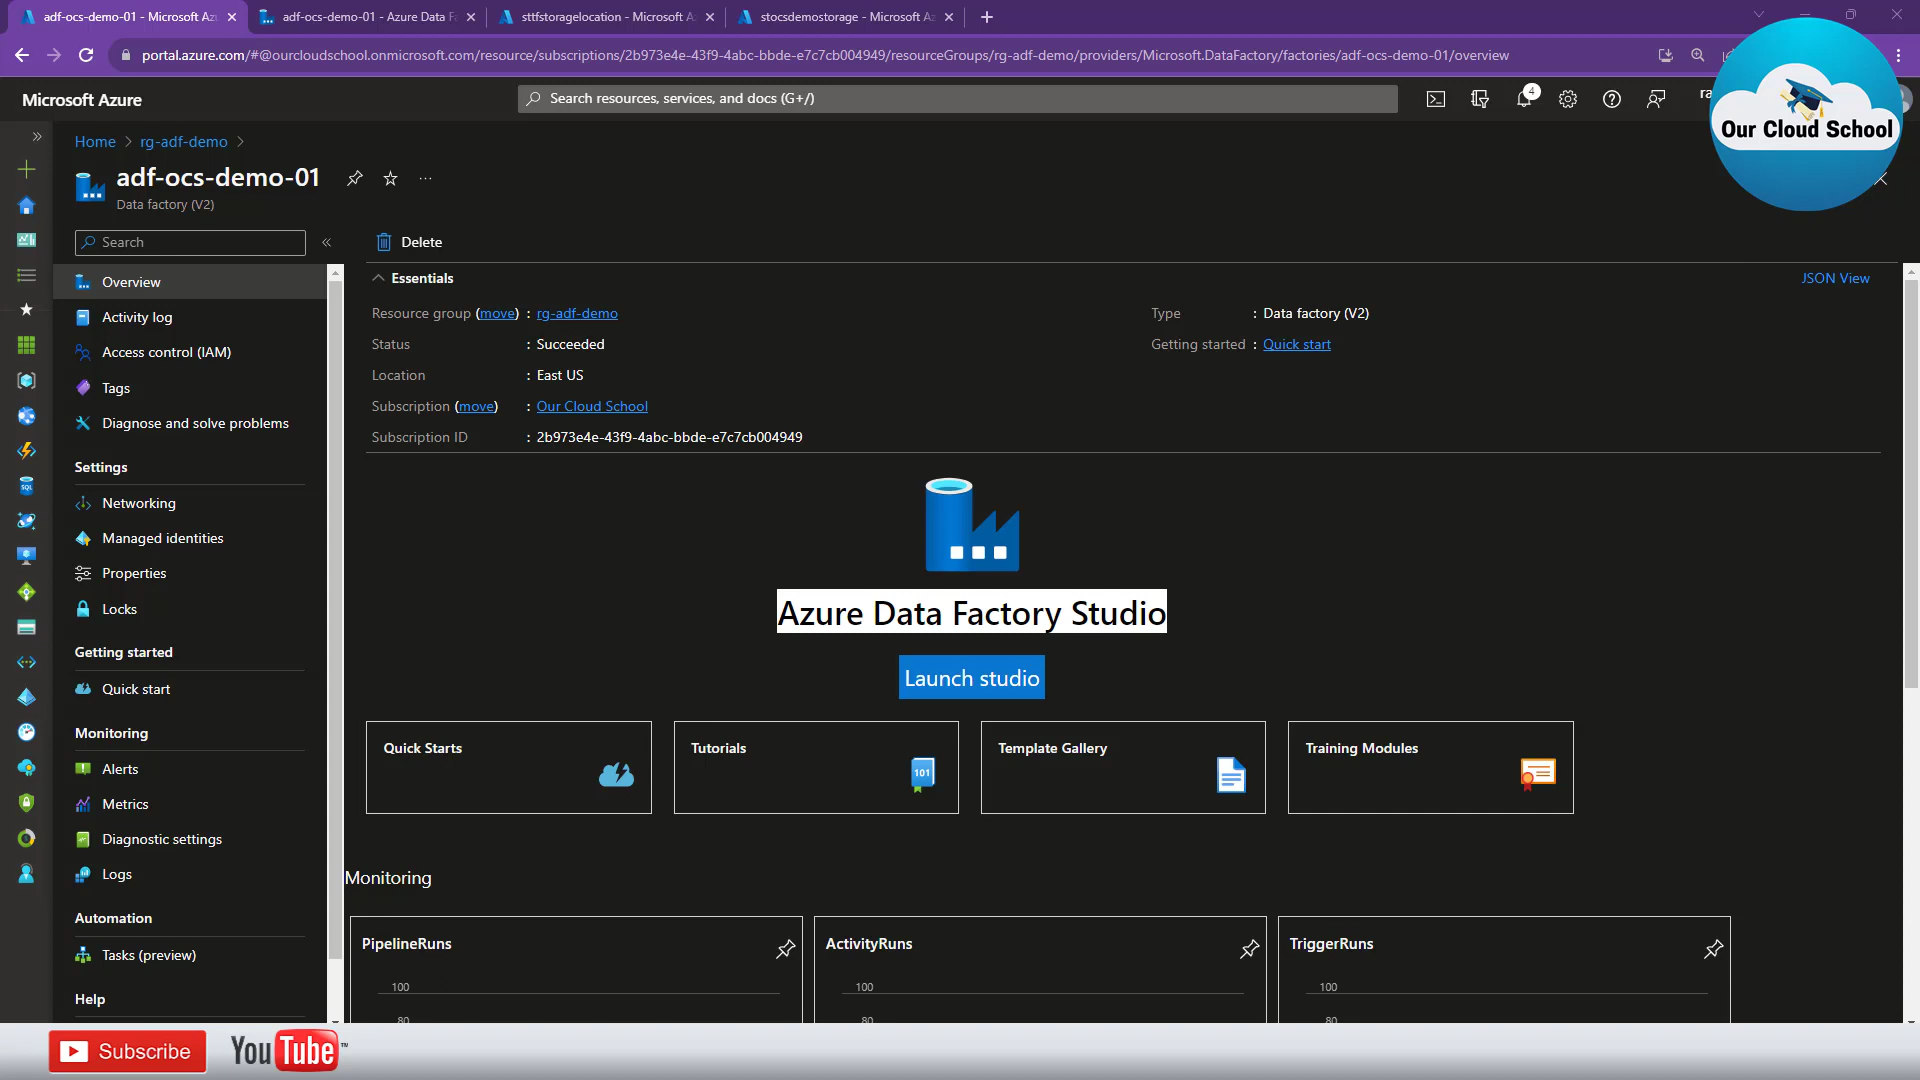 adf-ocs-demo-01 - Microsoft Az
adf-ocs-demo-01 - Azure Data F
sttfstoragelocation - Microsoft A
stocsdemostorage - Microsoft Az
portal.azure.com/#@ourcloudschool.onmicrosoft.com/resource/subscriptions/2b973e4e-43f9-4abc-bbde-e7c7cb004949/resourceGroups/rg-adf-demo/providers/Microsoft.DataFactory/factories/adf-ocs-demo-01/overview
Microsoft Azure
Search resources, services, and docs (G+/)
4
ra
Our Cloud School
Home > rg-adf-demo >
adf-ocs-demo-01
Data factory (V2)
Search
Delete
Overview
Activity log
Access control (IAM)
Tags
Diagnose and solve problems
Settings
Networking
Managed identities
Properties
Locks
Getting started
Quick start
Monitoring
Alerts
Metrics
Diagnostic settings
Logs
Automation
Tasks (preview)
Help
Essentials
JSON View
Resource group (move) : rg-adf-demo
Status : Succeeded
Location : East US
Subscription (move) : Our Cloud School
Subscription ID : 2b973e4e-43f9-4abc-bbde-e7c7cb004949
Type : Data factory (V2)
Getting started : Quick start
Azure Data Factory Studio
Launch studio
Quick Starts
Tutorials
101
Template Gallery
Training Modules
Monitoring
PipelineRuns
100
80
ActivityRuns
100
80
TriggerRuns
100
80
SQL
Subscribe
YouTube™